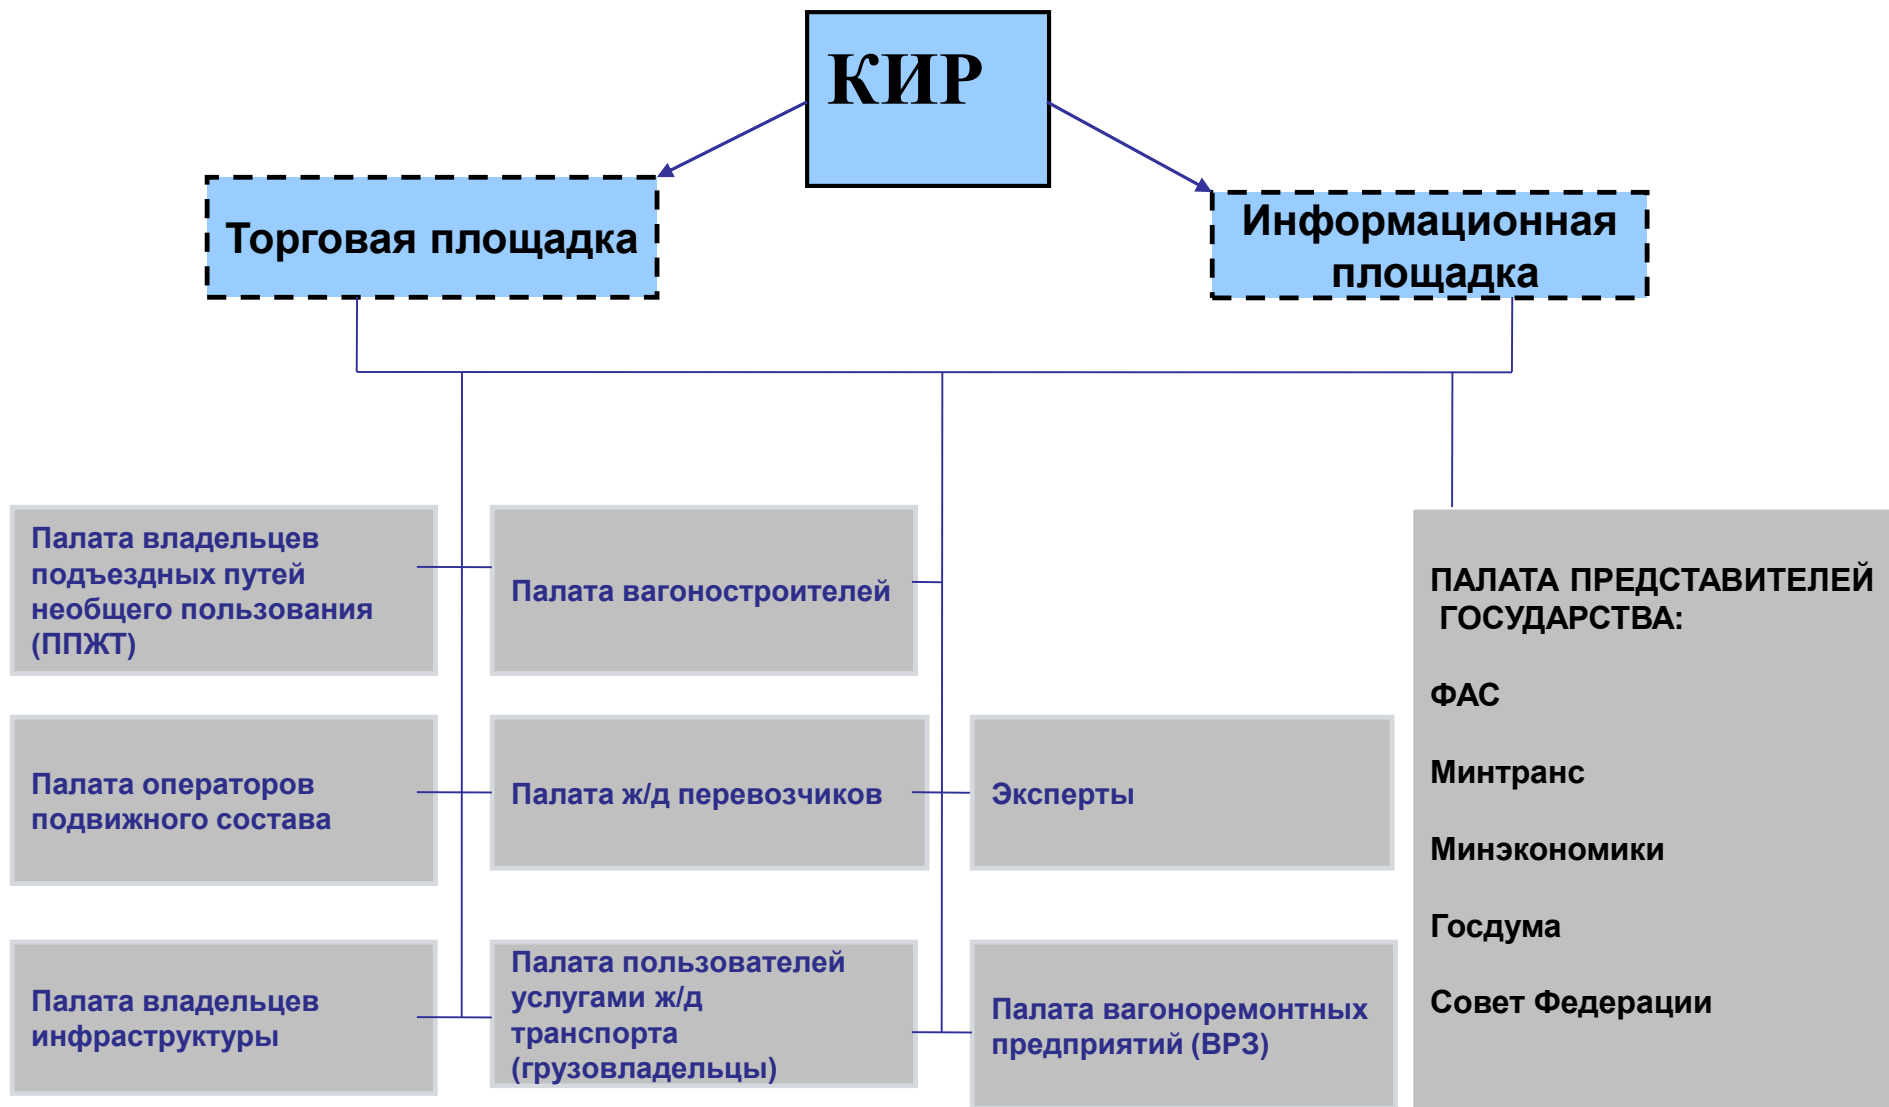 КИР
Торговая площадка
Информационная
площадка
Палата владельцев
подъездных путей
необщего пользования
(ППЖТ)
Палата вагоностроителей
ПАЛАТА ПРЕДСТАВИТЕЛЕЙ
ГОСУДАРСТВА:
ФАС
Минтранс
Минэкономики
Госдума
Совет Федерации
Палата операторов
подвижного состава
Палата ж/д перевозчиков
Эксперты
Палата владельцев
инфраструктуры
Палата пользователей
услугами ж/д
транспорта
(грузовладельцы)
Палата вагоноремонтных
предприятий (ВРЗ)